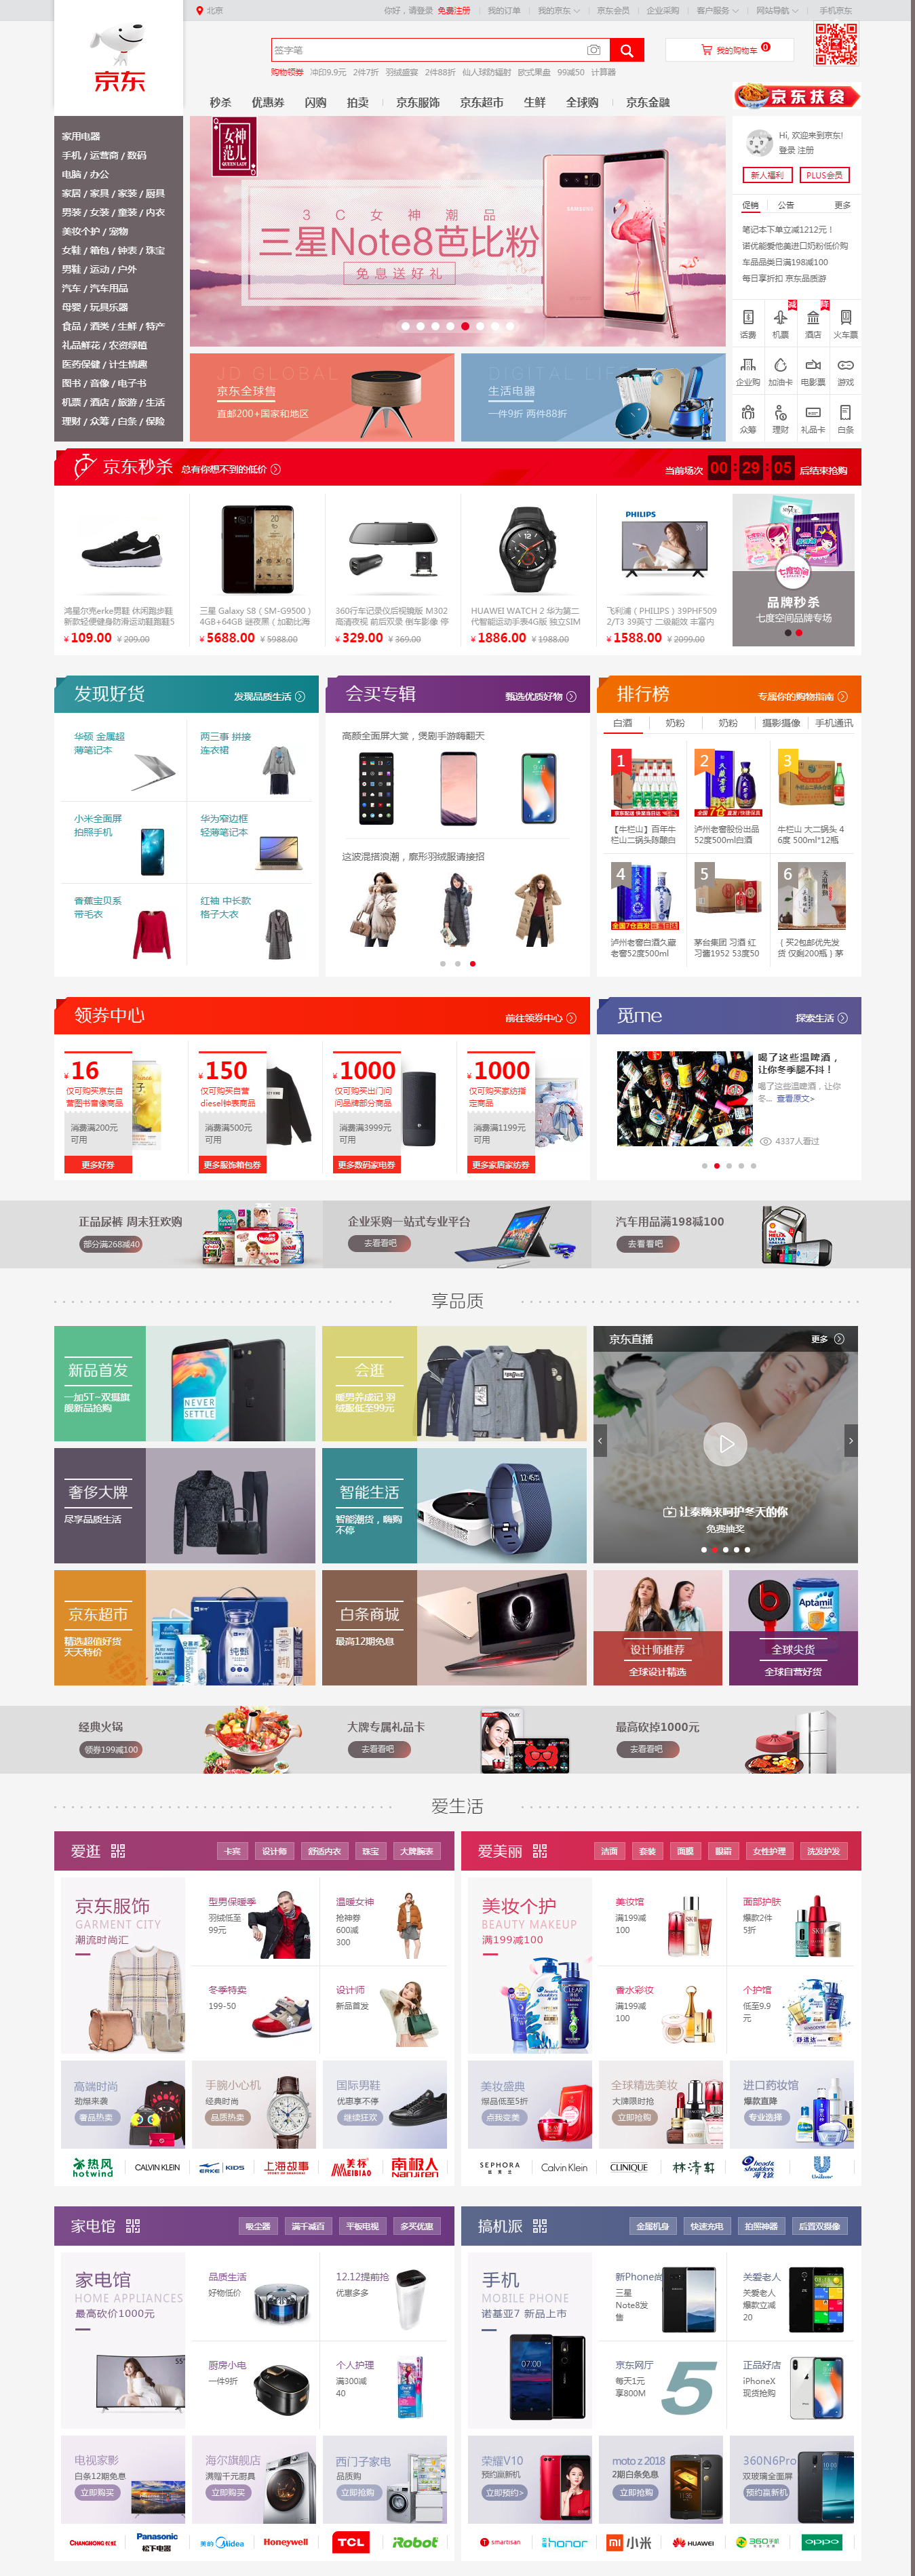 北京
你好，请登录 免费注册
我的订单
我的京东
京东会员
企业采购
客户服务
网站导航
手机京东
京东
签字笔
我的购物车 0
购物领券 冲印9.9元 2件7折 羽绒盛宴 2件88折 仙人球防辐射 欧式果盘 99减50 计算器
秒杀 优惠券 闪购 拍卖 京东服饰 京东超市 生鲜 全球购 京东金融
京东扶贫
家用电器
手机 / 运营商 / 数码
电脑 / 办公
家居 / 家具 / 家装 / 厨具
男装 / 女装 / 童装 / 内衣
美妆个护 / 宠物
女鞋 / 箱包 / 钟表 / 珠宝
男鞋 / 运动 / 户外
汽车 / 汽车用品
母婴 / 玩具乐器
食品 / 酒类 / 生鲜 / 特产
礼品鲜花 / 农资绿植
医药保健 / 计生情趣
图书 / 音像 / 电子书
机票 / 酒店 / 旅游 / 生活
理财 / 众筹 / 白条 / 保险
女神范儿
3C女神潮品
三星Note8芭比粉
免息送好礼
JD GLOBAL
京东全球售
直邮200+国家和地区
DIGITAL LIFE
生活电器
一件9折 两件88折
Hi, 欢迎来到京东!
登录 注册
新人福利 PLUS会员
促销 公告 更多
笔记本下单立减1212元！
诺优能爱他美进口奶粉低价购
车品品类日满198减100
每日享折扣 京东品质游
话费 机票 酒店 火车票
企业购 加油卡 电影票 游戏
众筹 理财 礼品卡 白条
京东秒杀 总有你想不到的低价
当前场次 00 : 29 : 05 后结束抢购
鸿星尔克erke男鞋 休闲跑步鞋
新款轻便健身防滑运动鞋跑鞋5
¥ 109.00 ¥ 209.00
三星 Galaxy S8（SM-G9500）
4GB+64GB 谜夜黑（加勒比海
¥ 5688.00 ¥ 5988.00
360行车记录仪后视镜版 M302
高清夜视 前后双录 倒车影像 停
¥ 329.00 ¥ 369.00
HUAWEI WATCH 2 华为第二
代智能运动手表4G版 独立SIM
¥ 1886.00 ¥ 1988.00
PHILIPS
飞利浦（PHILIPS）39PHF509
2/T3 39英寸 二级能效 丰富内
¥ 1588.00 ¥ 2099.00
七度空间
品牌秒杀
七度空间品牌专场
发现好货 发现品质生活
华硕 金属超
薄笔记本
两三事 拼接
连衣裙
小米全面屏
拍照手机
华为窄边框
轻薄笔记本
香蕉宝贝系
带毛衣
红袖 中长款
格子大衣
会买专辑 甄选优质好物
高颜全面屏大赏，煲剧手游嗨翻天
这波混搭浪潮，廓形羽绒服请接招
排行榜 专属你的购物指南
白酒 奶粉 奶粉 摄影摄像 手机通讯
1
【牛栏山】百年牛
栏山二锅头陈酿白
2
泸州老窖股份出品
52度500ml白酒
3
牛栏山 大二锅头 4
6度 500ml*12瓶
4
泸州老窖白酒久藏
老窖52度500ml
5
茅台集团 习酒 红
习酱1952 53度50
6
（买2包邮优先发
货 仅剩200瓶）茅
领券中心 前往领券中心
¥ 16
仅可购买京东自
营图书音像商品
消费满200元
可用
更多好券
¥ 150
仅可购买自营
diesel钟表商品
消费满500元
可用
更多服饰箱包券
¥ 1000
仅可购买出门问
问品牌部分商品
消费满3999元
可用
更多数码家电券
¥ 1000
仅可购买家纺指
定商品
消费满1199元
可用
更多家居家纺券
觅me 探索生活
喝了这些温啤酒，
让你冬季腿不抖！
喝了这些温啤酒，让你
冬... 查看原文>
4337人看过
正品尿裤 周末狂欢购
部分满268减40
企业采购一站式专业平台
去看看吧
汽车用品满198减100
去看看吧
享品质
新品首发
一加5T~双摄旗
舰新品抢购
NEVER
SETTLE
会逛
暖男养成记 羽
绒服低至99元
京东直播 更多
让泰嗨来呵护冬天的你
免费抽奖
奢侈大牌
尽享品质生活
智能生活
智能潮货，嗨购
不停
京东超市
精选超值好货
天天特价
纯甄
白条商城
最高12期免息
设计师推荐
全球设计精选
Aptamil
全球尖货
全球自营好货
经典火锅
领券199减100
大牌专属礼品卡
去看看吧
最高砍掉1000元
去看看吧
爱生活
爱逛 卡宾 设计师 舒适内衣 珠宝 大牌腕表
京东服饰
GARMENT CITY
潮流时尚汇
型男保暖季
羽绒低至
99元
温暖女神
抢神券
600减
300
冬季特卖
199-50
设计师
新品首发
高端时尚
劲爆来袭
奢品热卖
手腕小心机
经典时尚
品质热卖
国际男鞋
优惠享不停
继续狂欢
热风 hotwind
CALVIN KLEIN
ERKE KIDS
上海故事
美标 MEIBIAO
南极人 Nanjiren
爱美丽 洁面 套装 面膜 眼霜 女性护理 洗发护发
美妆个护
BEAUTY MAKEUP
满199减100
美妆馆
满199减
100
面部护肤
爆款2件
5折
香水彩妆
满199减
100
个护馆
低至9.9
元
美妆盛典
爆品低至5折
点我变美
全球精选美妆
大牌限时抢
立即抢购
进口药妆馆
爆款直降
专业选择
SEPHORA
Calvin Klein
CLINIQUE
林清轩
head & shoulders 海飞丝
Unilever
家电馆 吸尘器 满千减百 平板电视 多买优惠
家电馆
HOME APPLIANCES
最高砍价1000元
55"
品质生活
好物低价
12.12提前抢
优惠多多
厨房小电
一件9折
个人护理
满300减
40
电视家影
白条12期免息
立即购买
海尔旗舰店
满赠千元厨具
立即购买
西门子家电
品质购
立即抢购
CHANGHONG 长虹
Panasonic 松下电器
美的 Midea
Honeywell
TCL
iRobot
搞机派 金属机身 快速充电 拍照神器 后置双摄像
手机
MOBILE PHONE
诺基亚7 新品上市
07:00
新Phone尚
三星
Note8发
售
关爱老人
关爱老人
爆款立减
20
京东网厅
每天1元
享800M
5
正品好店
iPhoneX
现货抢购
荣耀V10
预约赢新机
立即预约>
moto z 2018
2期白条免息
立即抢购
360N6Pro
双玻璃全面屏
预约赢新机
smartisan
荣耀 honor
小米
HUAWEI
360手机
OPPO